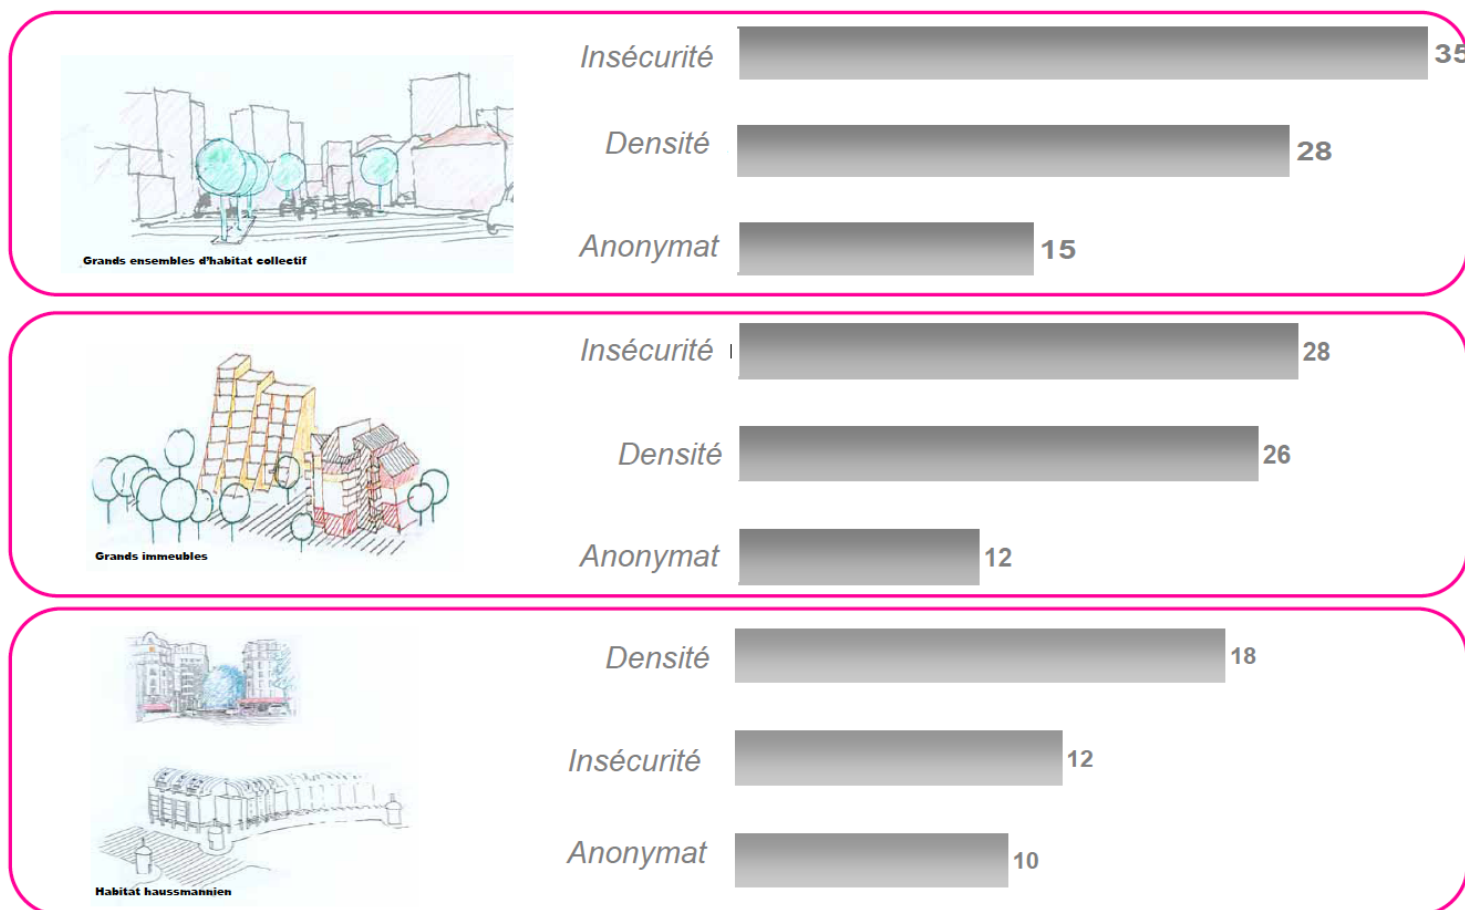 Insécurité 35
Densité 28
Anonymat 15
Grands ensembles d'habitat collectif
Insécurité 28
Densité 26
Anonymat 12
Grands immeubles
Densité 18
Insécurité 12
Anonymat 10
Habitat haussmannien